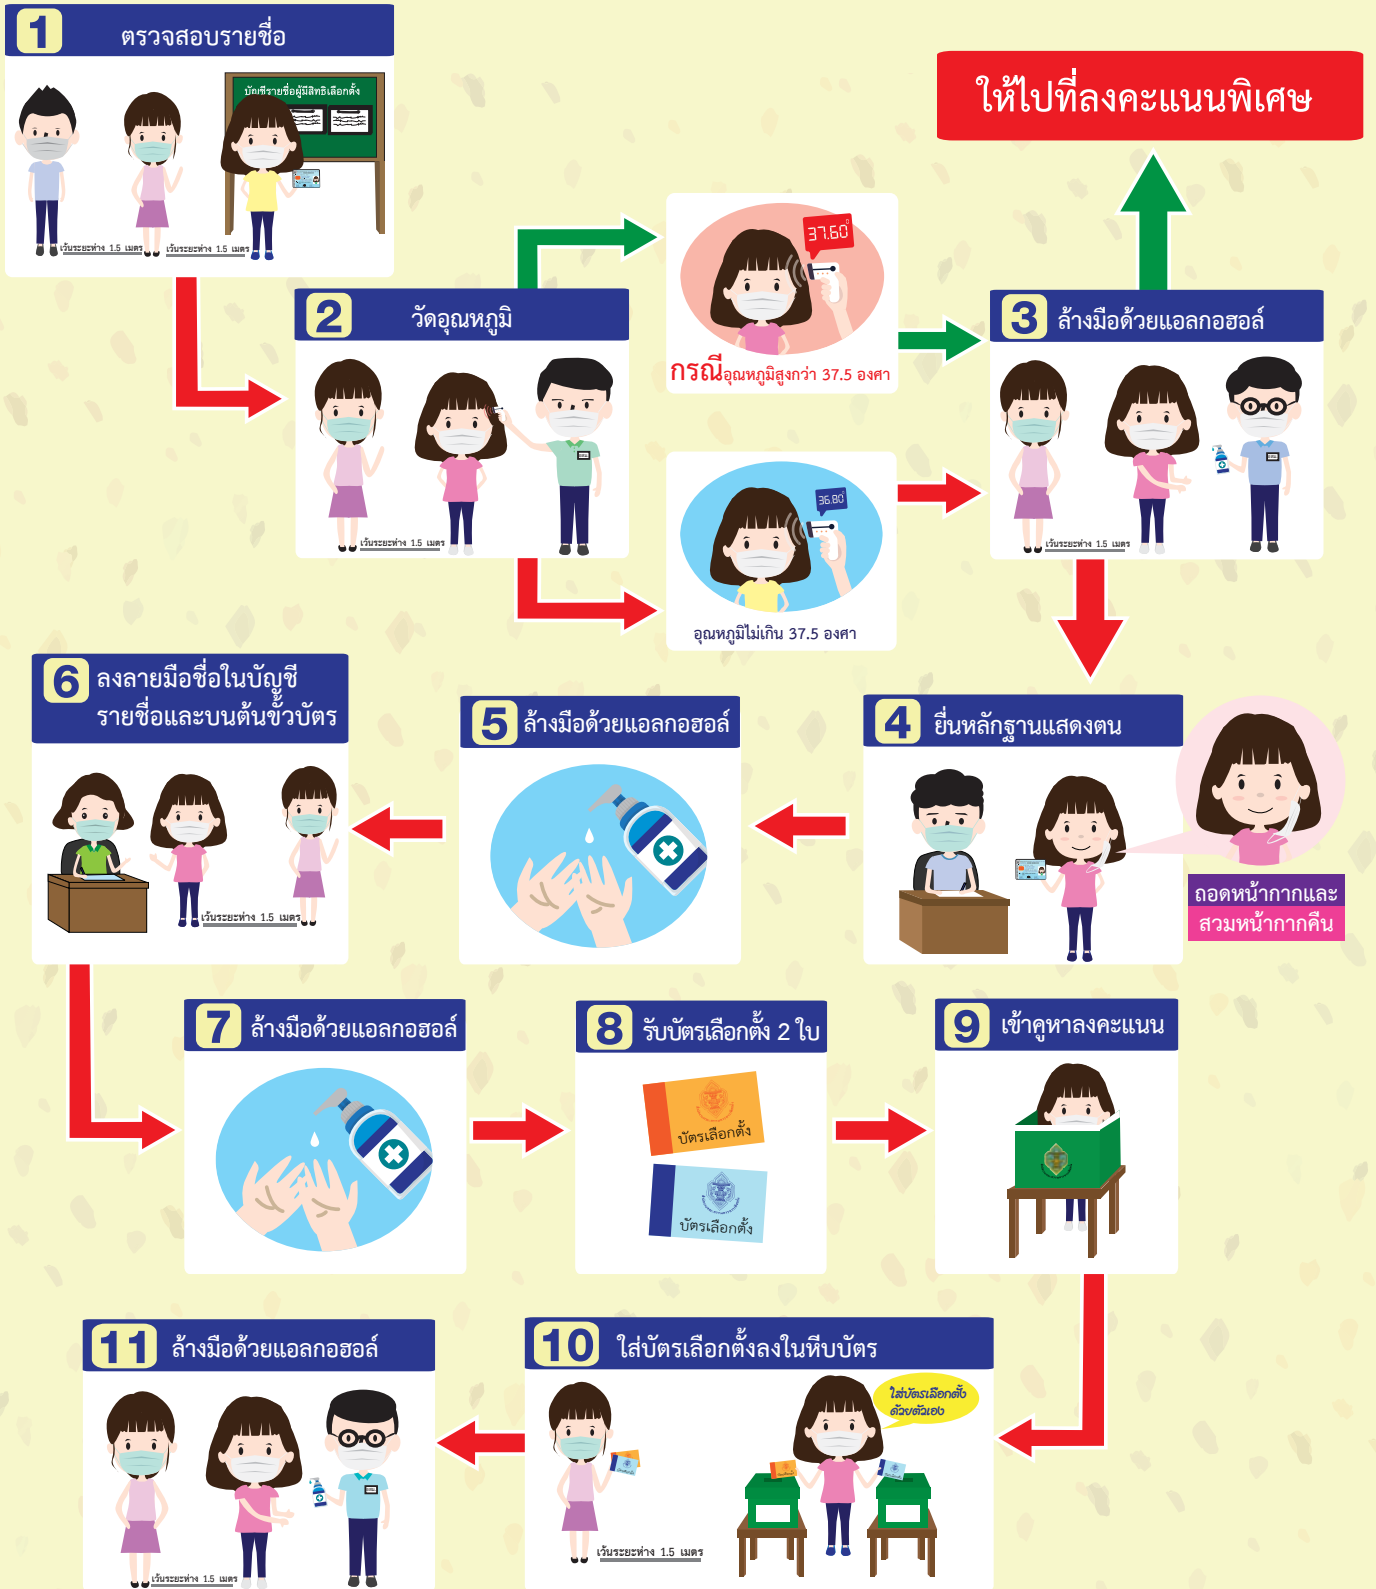 1 ตรวจสอบรายชื่อ
บัญชีรายชื่อผู้มีสิทธิเลือกตั้ง
เว้นระยะห่าง 1.5 เมตร เว้นระยะห่าง 1.5 เมตร
ให้ไปที่ลงคะแนนพิเศษ
2 วัดอุณหภูมิ
เว้นระยะห่าง 1.5 เมตร
37.60°
กรณีอุณหภูมิสูงกว่า 37.5 องศา
36.80°
อุณหภูมิไม่เกิน 37.5 องศา
3 ล้างมือด้วยแอลกอฮอล์
เว้นระยะห่าง 1.5 เมตร
4 ยื่นหลักฐานแสดงตน
ถอดหน้ากากและ
สวมหน้ากากคืน
5 ล้างมือด้วยแอลกอฮอล์
6 ลงลายมือชื่อในบัญชี
รายชื่อและบนต้นขั้วบัตร
เว้นระยะห่าง 1.5 เมตร
7 ล้างมือด้วยแอลกอฮอล์
8 รับบัตรเลือกตั้ง 2 ใบ
บัตรเลือกตั้ง
บัตรเลือกตั้ง
9 เข้าคูหาลงคะแนน
10 ใส่บัตรเลือกตั้งลงในหีบบัตร
ใส่บัตรเลือกตั้ง
ด้วยตัวเอง
เว้นระยะห่าง 1.5 เมตร
11 ล้างมือด้วยแอลกอฮอล์
เว้นระยะห่าง 1.5 เมตร